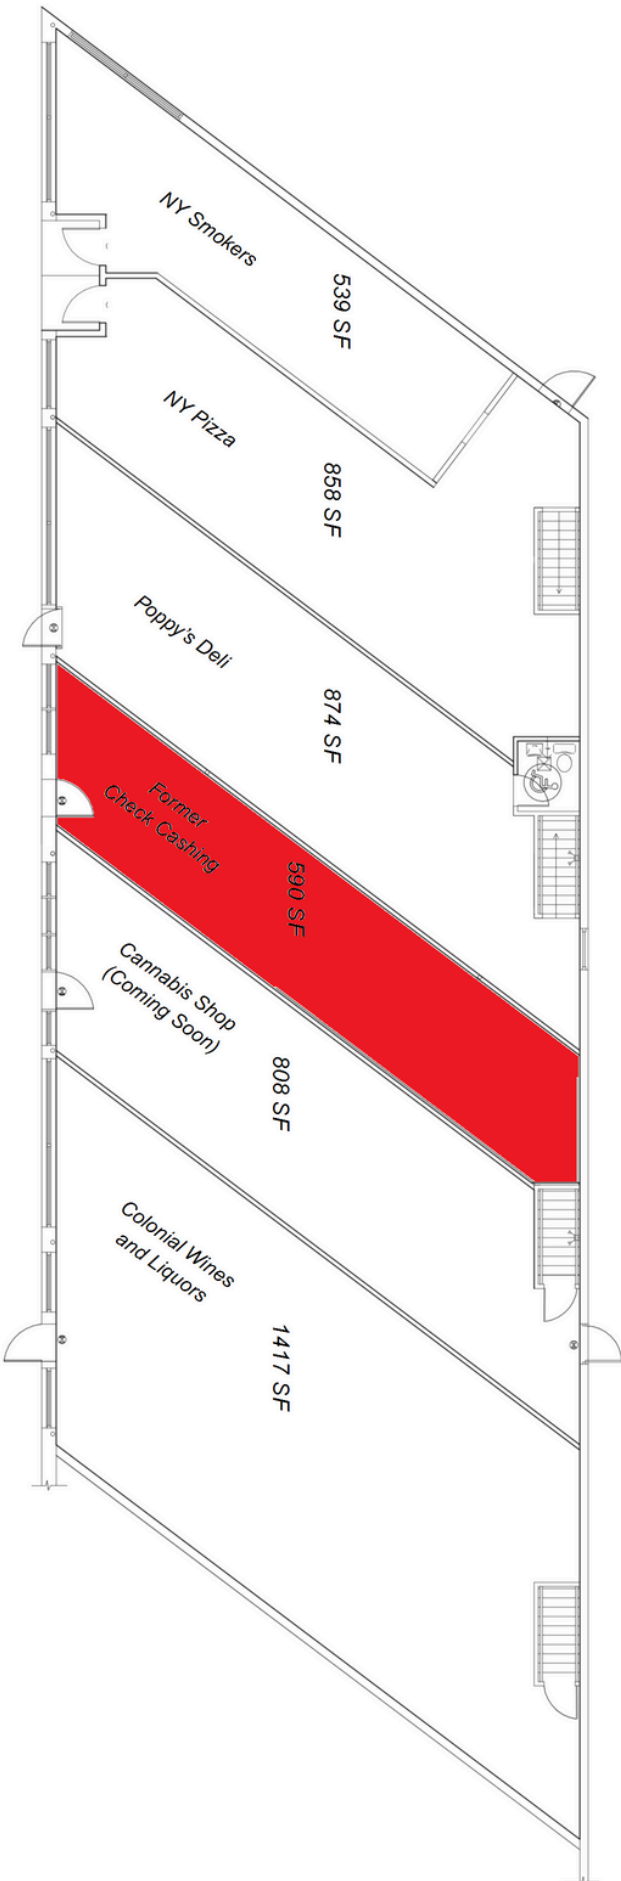 NY Smokers
539 SF
NY Pizza
858 SF
Poppy's Deli
874 SF
Former
Check Cashing
590 SF
Cannabis Shop
(Coming Soon)
808 SF
Colonial Wines
and Liquors
1417 SF